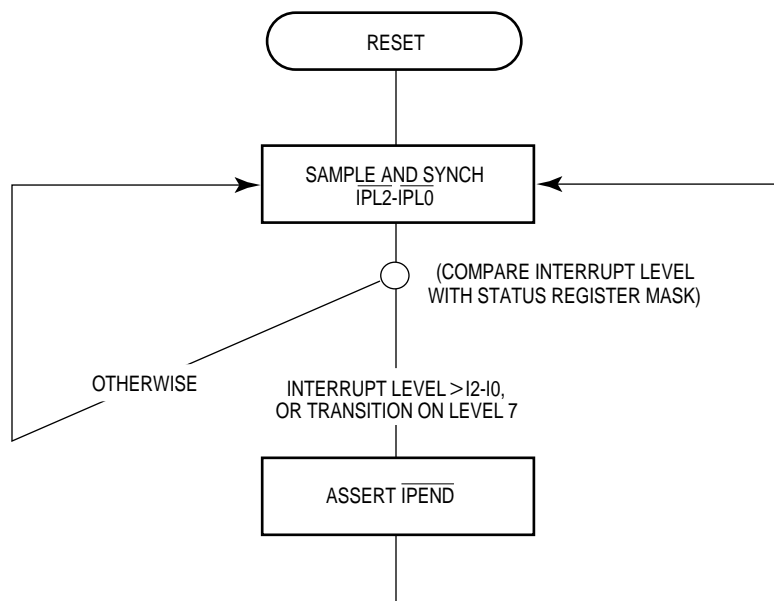 RESET
SAMPLE AND SYNCH
IPL2-IPL0
(COMPARE INTERRUPT LEVEL
WITH STATUS REGISTER MASK)
OTHERWISE
INTERRUPT LEVEL >I2-I0,
OR TRANSITION ON LEVEL 7
ASSERT IPEND